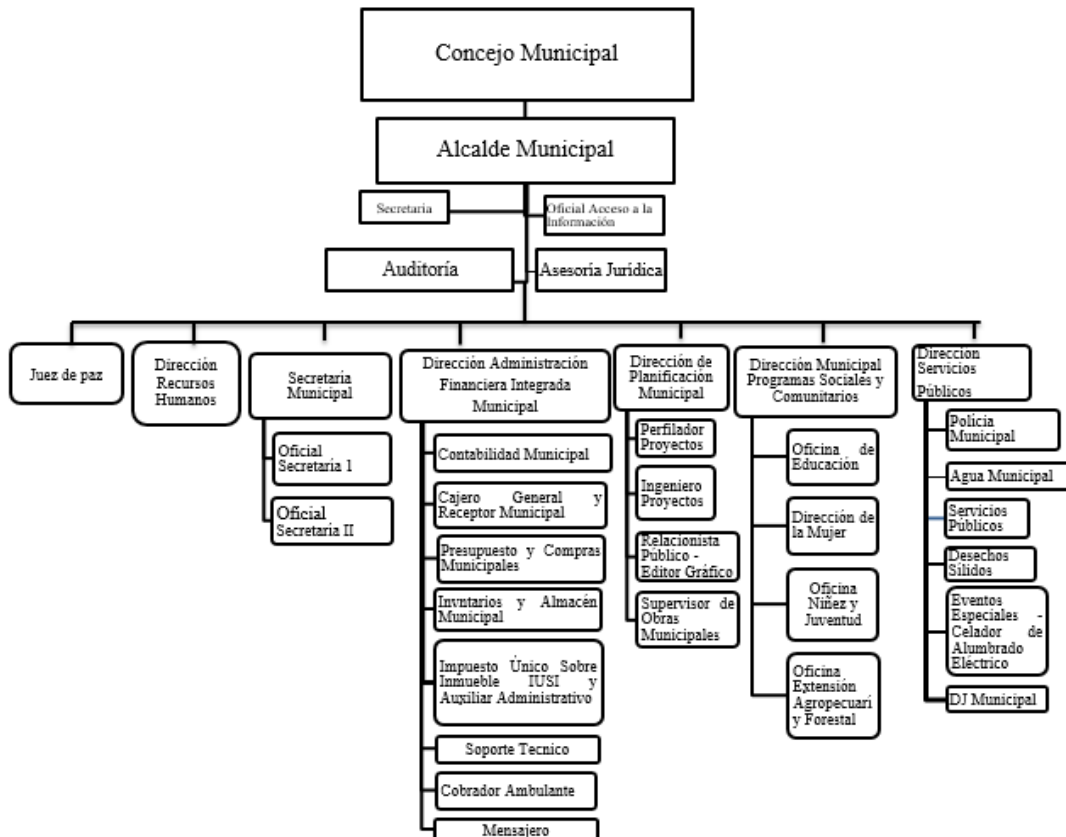 Concejo Municipal
Alcalde Municipal
Secretaria
Oficial Acceso a la
Información
Auditoría
Asesoría Jurídica
Juez de paz
Dirección
Recursos
Humanos
Secretaría
Municipal
Oficial
Secretaría 1
Oficial
Secretaría II
Dirección Administración
Financiera Integrada
Municipal
Contabilidad Municipal
Cajero General y
Receptor Municipal
Presupuesto y Compras
Municipales
Invntarios y Almacén
Municipal
Impuesto Único Sobre
Inmueble IUSI y
Auxiliar Administrativo
Soporte Tecnico
Cobrador Ambulante
Mensajero
Dirección de
Planificación
Municipal
Perfilador
Proyectos
Ingeniero
Proyectos
Relacionista
Público -
Editor Gráfico
Supervisor de
Obras
Municipales
Dirección Municipal
Programas Sociales y
Comunitarios
Oficina de
Educación
Dirección de
la Mujer
Oficina
Niñez y
Juventud
Oficina
Extensión
Agropecuari
y Forestal
Dirección
Servicios
Públicos
Policía
Municipal
Agua Municipal
Servicios
Públicos
Desechos
Sílidos
Eventos
Especiales -
Celador de
Alumbrado
Eléctrico
DJ Municipal